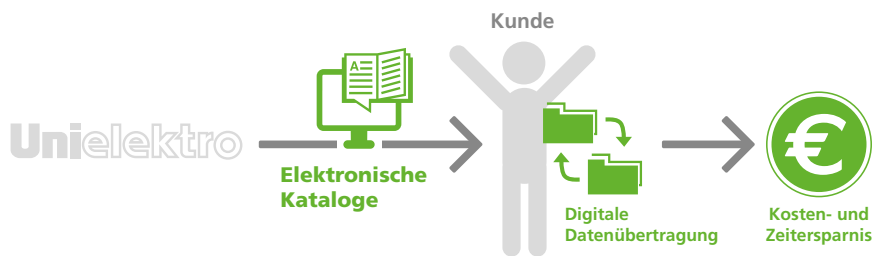 Kunde
A
Unielektro
€
Elektronische
Kataloge
Digitale
Datenübertragung
Kosten- und
Zeitersparnis